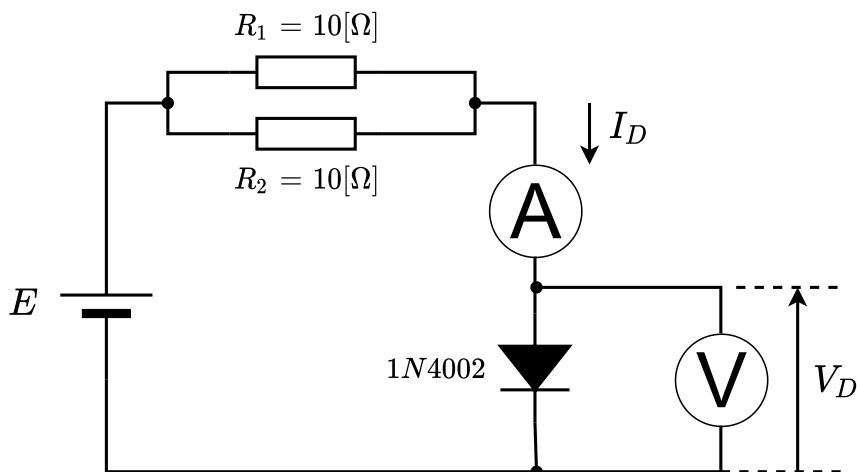 R₁ = 10[Ω]
R₂ = 10[Ω]
I_D
A
E
1N4002
V
V_D